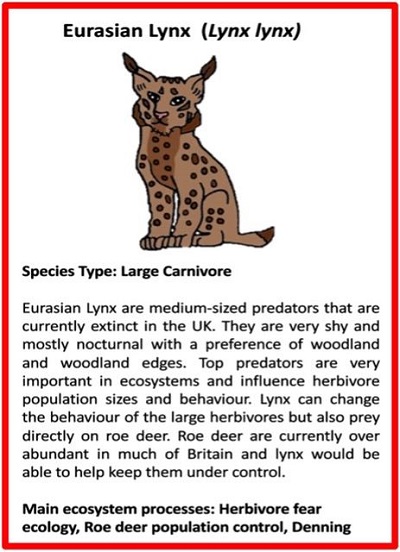 Eurasian Lynx (Lynx lynx)
Species Type: Large Carnivore
Eurasian Lynx are medium-sized predators that are
currently extinct in the UK. They are very shy and
mostly nocturnal with a preference of woodland
and woodland edges. Top predators are very
important in ecosystems and influence herbivore
population sizes and behaviour. Lynx can change
the behaviour of the large herbivores but also prey
directly on roe deer. Roe deer are currently over
abundant in much of Britain and lynx would be
able to help keep them under control.
Main ecosystem processes: Herbivore fear
ecology, Roe deer population control, Denning